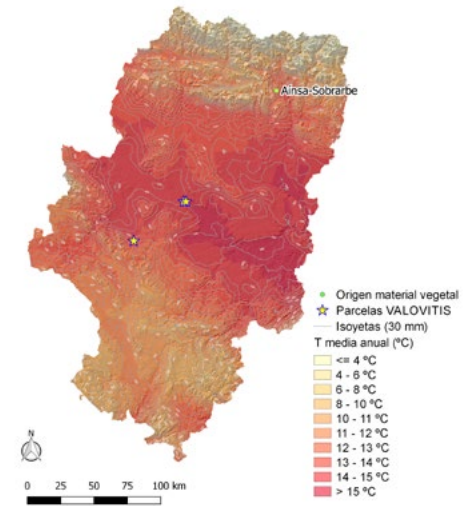 Ainsa-Sobrarbe
Origen material vegetal
Parcelas VALOVITIS
Isoyetas (30 mm)
T media anual (ºC)
<= 4 ºC
4 - 6 ºC
6 - 8 ºC
8 - 10 ºC
10 - 11 ºC
11 - 12 ºC
12 - 13 ºC
13 - 14 ºC
14 - 15 ºC
> 15 ºC
N
0 25 50 75 100 km